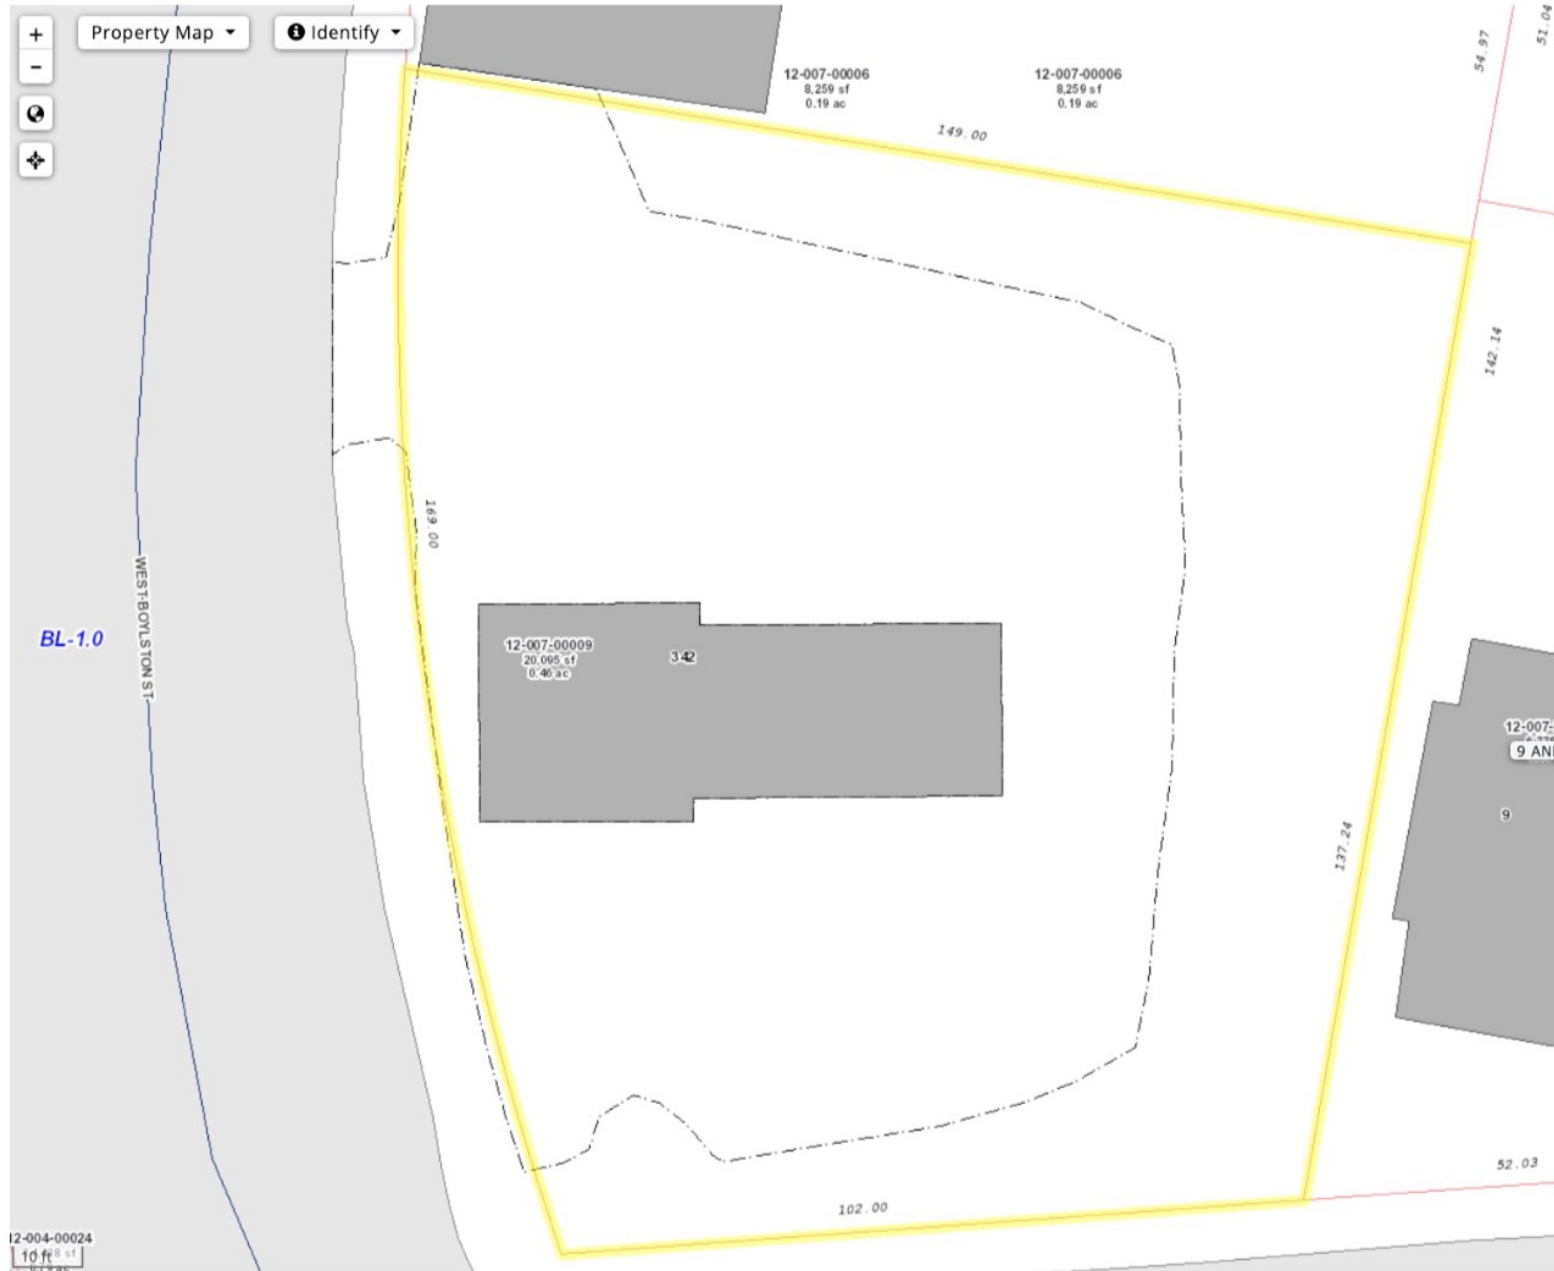 +
Property Map
Identify
-
12-007-00006
8,259 sf
0.19 ac
12-007-00006
8,259 sf
0.19 ac
54.97
51.04
149.00
142.14
169.00
WEST BOYLSTON ST
BL-1.0
12-007-00009
20,095 sf
0.46 ac
342
12-007-
9 AN
9
137.24
52.03
102.00
12-004-00024
10 ft